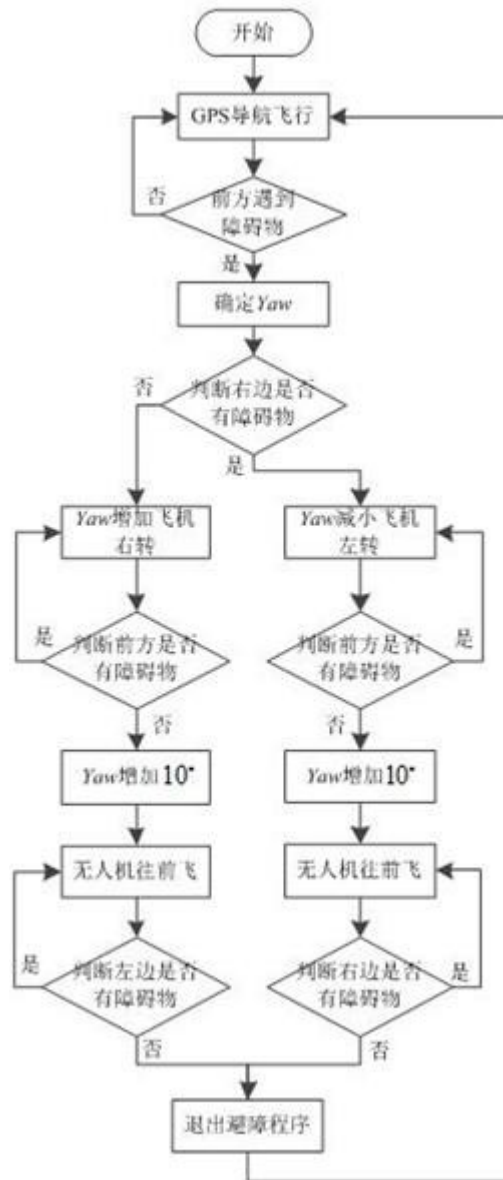 开始
GPS导航飞行
否
前方遇到
障碍物
是
确定Yaw
否
判断右边是否
有障碍物
是
Yaw增加飞机
右转
Yaw减小飞机
左转
是
判断前方是否
有障碍物
判断前方是否
有障碍物
是
否
否
Yaw增加10°
Yaw增加10°
无人机往前飞
无人机往前飞
是
判断左边是否
有障碍物
判断右边是否
有障碍物
是
否
否
退出避障程序